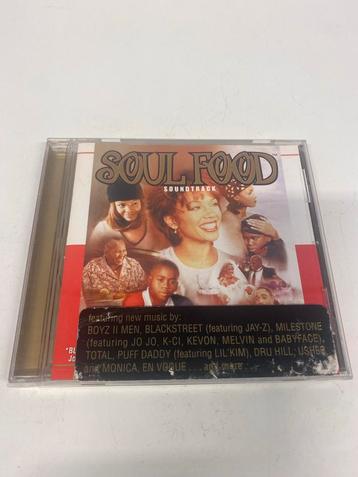 SOUL FOOD
SOUNDTRACK
featuring new music by:
BOYZ II MEN, BLACKSTREET (featuring JAY-Z), MILESTONE
(featuring JO JO, K-CI, KEVON, MELVIN and BABYFACE),
TOTAL, PUFF DADDY (featuring LIL' KIM), DRU HILL, USHER
and MONICA, EN VOGUE . . . and more